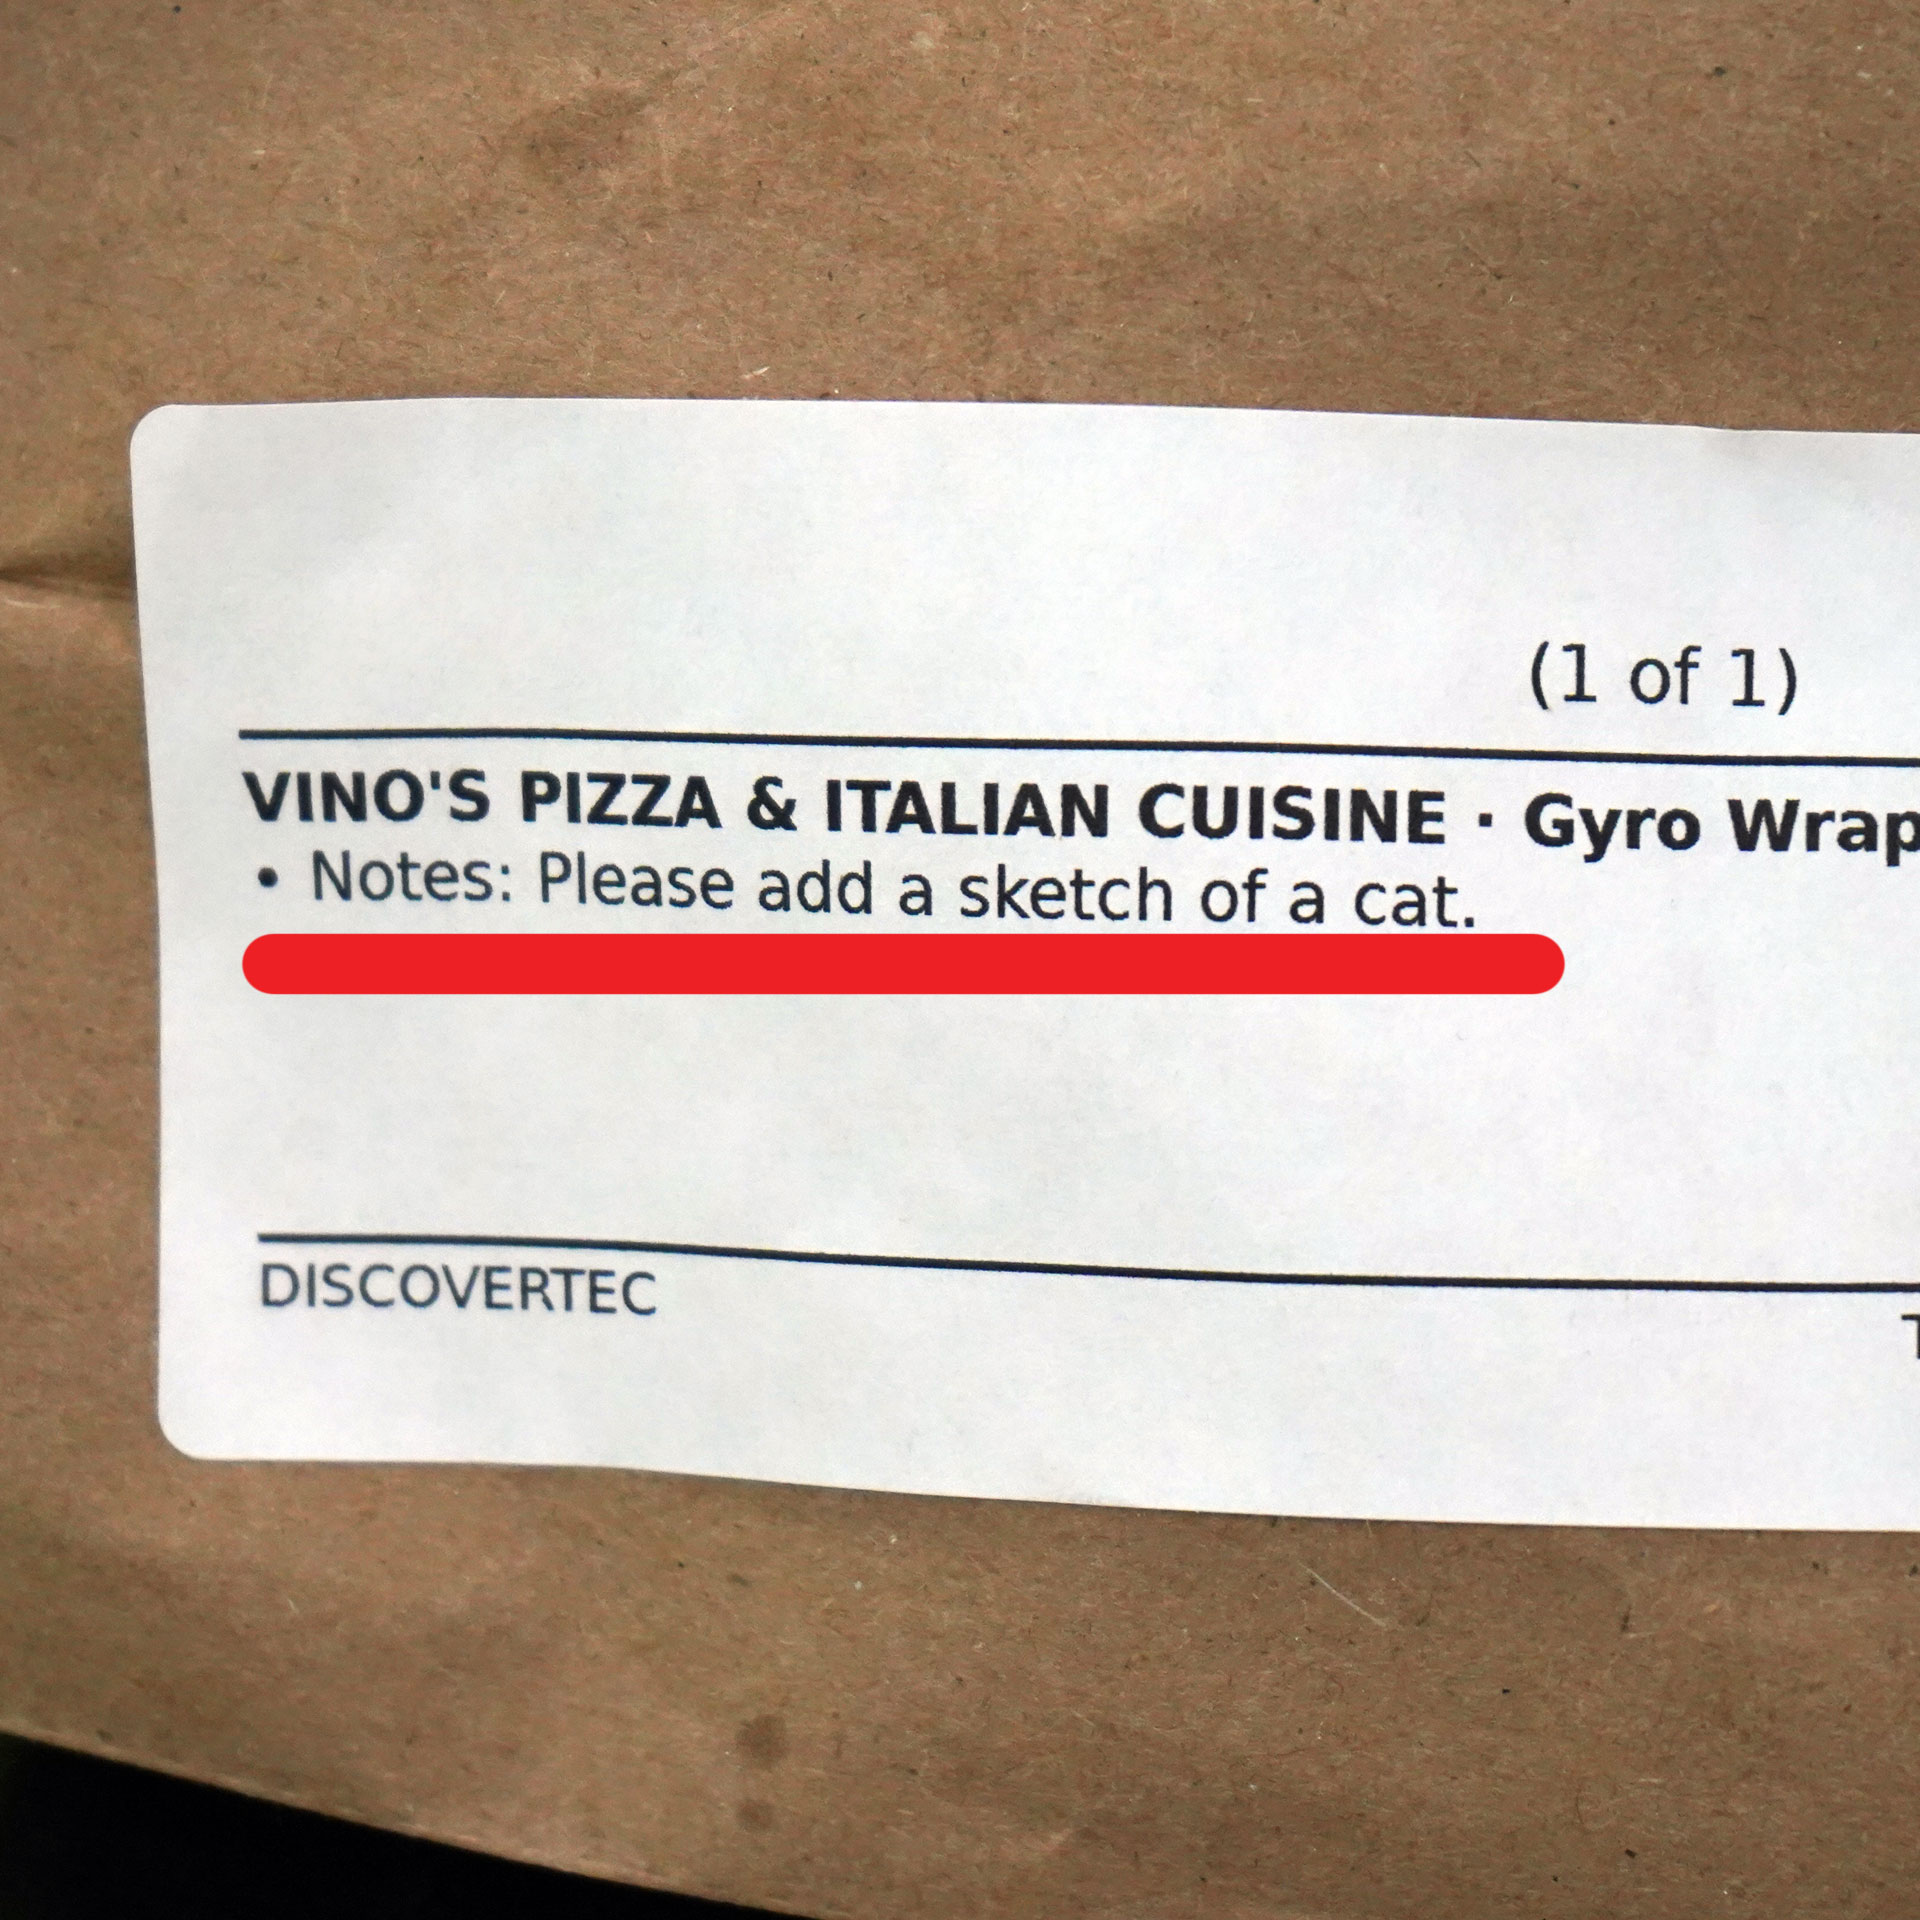 (1 of 1)
VINO'S PIZZA & ITALIAN CUISINE · Gyro Wrap
• Notes: Please add a sketch of a cat.
DISCOVERTEC
T